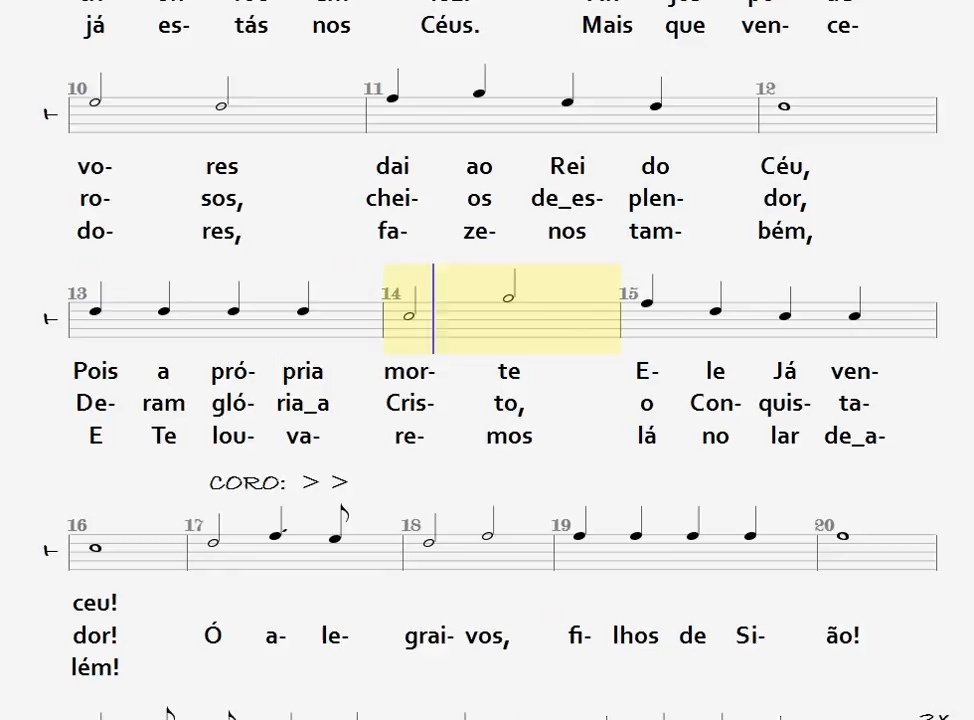 já es- tás nos Céus. Mais que ven- ce-
10 11 12
vo- res dai ao Rei do Céu,
ro- sos, chei- os de_es- plen- dor,
do- res, fa- ze- nos tam- bém,
13 14 15
Pois a pró- pria mor- te E- le Já ven-
De- ram gló- ria_a Cris- to, o Con- quis- ta-
E Te lou- va- re- mos lá no lar de_a-
CORO: > >
16 17 18 19 20
ceu!
dor! Ó a- le- grai- vos, fi- lhos de Si- ão!
lém!